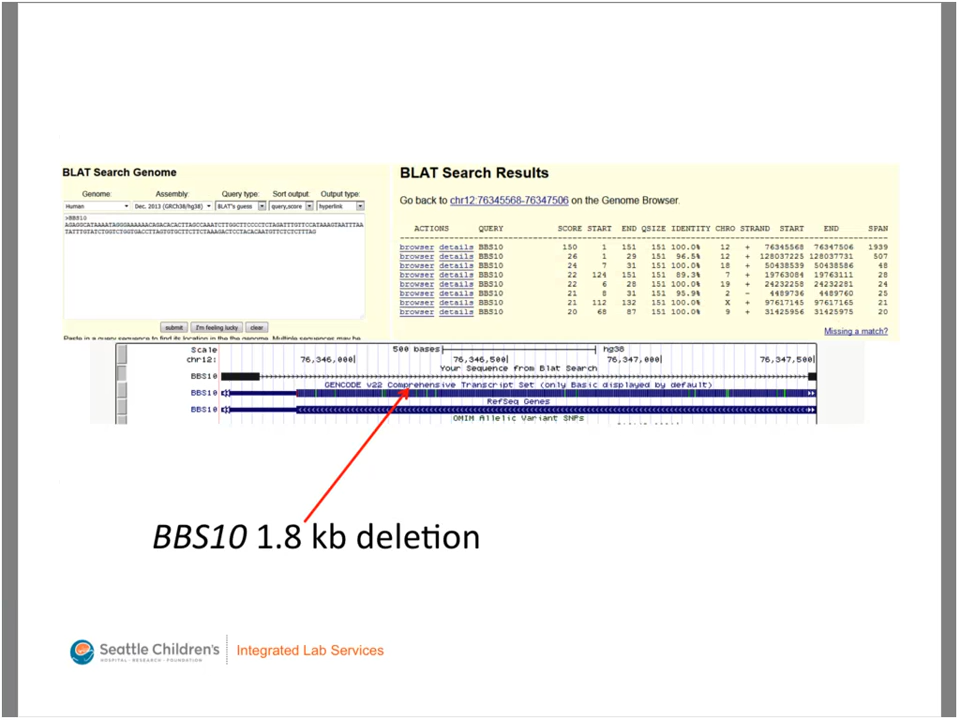 BLAT Search Genome
Genome: Assembly: Query type: Sort output: Output type:
Human Dec. 2013 (GRCh38/hg38) BLAT's guess query,score hyperlink
>BBS10
AGAGGCATAAAATAGGGAAAAAACAGACACACTTAGCCAAATCTTGGCTTCCCCTCTAGATTTGTTCCATAAAGTAATTTAA
TATTTGTATCTGGTCTGGTGACCTTAGTGTGCTTCTTCTAAAGACTCCTACACAATGTTCTCTCTTTAG
submit I'm feeling lucky clear
BLAT Search Results
Go back to chr12:76345568-76347506 on the Genome Browser.
ACTIONS QUERY SCORE START END QSIZE IDENTITY CHRO STRAND START END SPAN
browser details BBS10 150 1 151 151 100.0% 12 + 76345568 76347506 1939
browser details BBS10 26 1 29 151 96.5% 12 + 128037225 128037731 507
browser details BBS10 24 7 31 151 100.0% 18 + 50438539 50438586 48
browser details BBS10 22 124 151 151 89.3% 7 + 19763084 19763111 28
browser details BBS10 22 6 28 151 100.0% 19 + 24232258 24232281 24
browser details BBS10 21 8 31 151 95.9% 2 - 4489736 4489760 25
browser details BBS10 21 112 132 151 100.0% X + 97617145 97617165 21
browser details BBS10 20 68 87 151 100.0% 9 + 31425956 31425975 20
Missing a match?
Scale 500 bases hg38
chr12: 76,346,000 76,346,500 76,347,000 76,347,500
Your Sequence from Blat Search
BBS10
GENCODE v22 Comprehensive Transcript Set (only Basic displayed by default)
BBS10
RefSeq Genes
BBS10
OMIM Allelic Variant SNPs
BBS10 1.8 kb deletion
Seattle Children's
HOSPITAL • RESEARCH • FOUNDATION
Integrated Lab Services